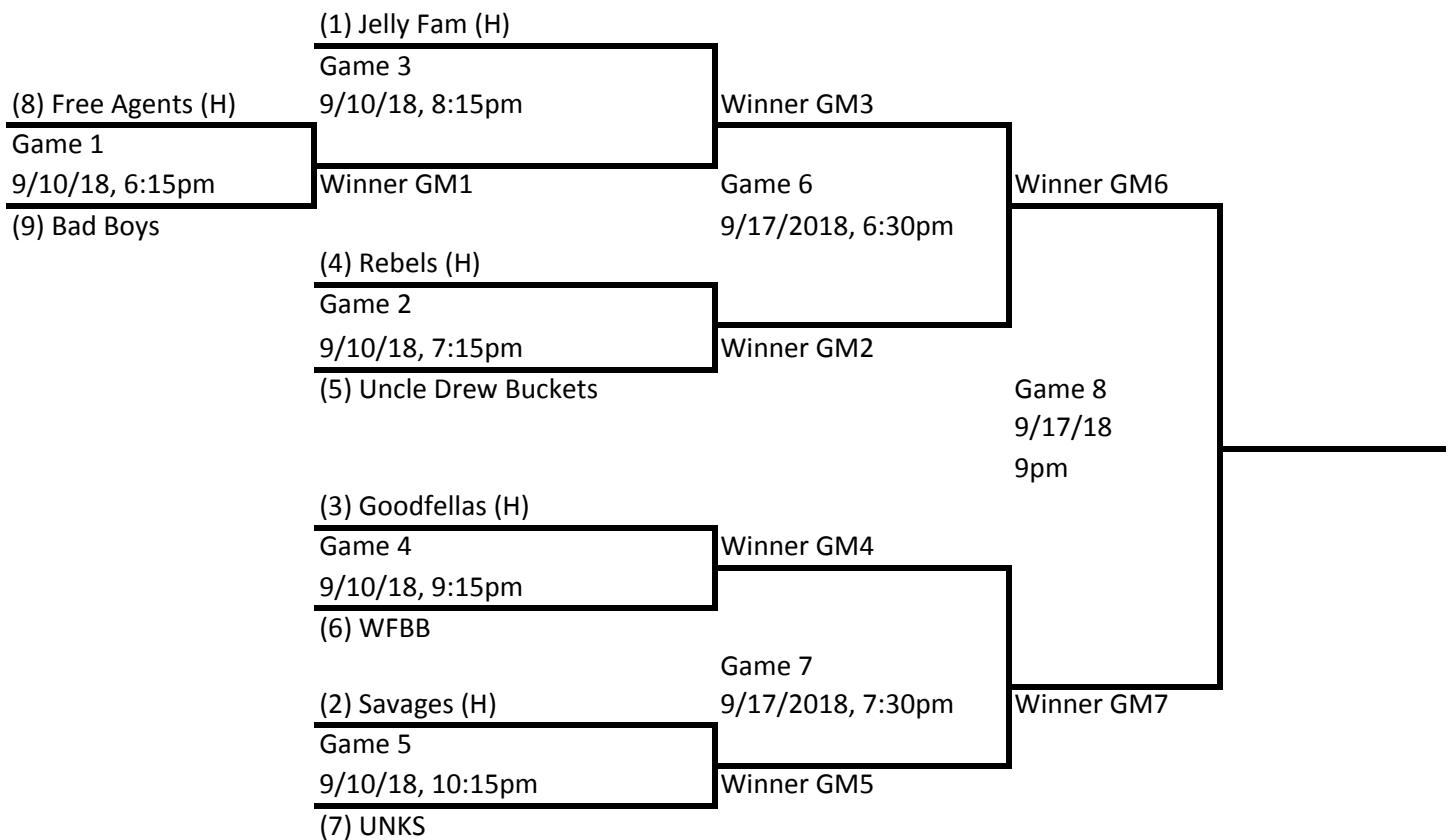 (1) Jelly Fam (H)
Game 3
9/10/18, 8:15pm
(8) Free Agents (H)
Game 1
9/10/18, 6:15pm
(9) Bad Boys
Winner GM1
Winner GM3
Game 6
9/17/2018, 6:30pm
Winner GM6
(4) Rebels (H)
Game 2
9/10/18, 7:15pm
(5) Uncle Drew Buckets
Winner GM2
Game 8
9/17/18
9pm
(3) Goodfellas (H)
Game 4
9/10/18, 9:15pm
(6) WFBB
Winner GM4
Game 7
9/17/2018, 7:30pm
Winner GM7
(2) Savages (H)
Game 5
9/10/18, 10:15pm
(7) UNKS
Winner GM5